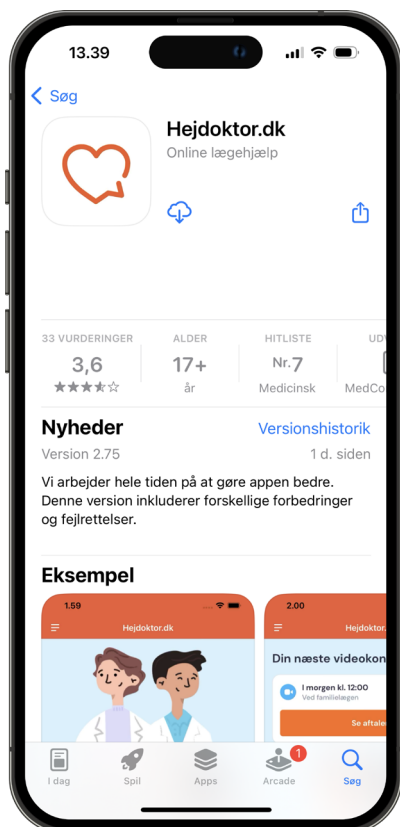 13.39
Søg
Hejdoktor.dk
Online lægehjælp
33 VURDERINGER
ALDER
HITLISTE
3,6
17+
Nr.7
år
Medicinsk
Nyheder
Versionshistorik
Version 2.75
1 d. siden
Vi arbejder hele tiden på at gøre appen bedre.
Denne version inkluderer forskellige forbedringer
og fejlrettelser.
Eksempel
1.59
2.00
Hejdoktor.dk
Hejdoktor.
Din næste videokon
I morgen kl. 12:00
Ved familielægen
Se aftale
1
I dag
Spil
Apps
Arcade
Søg